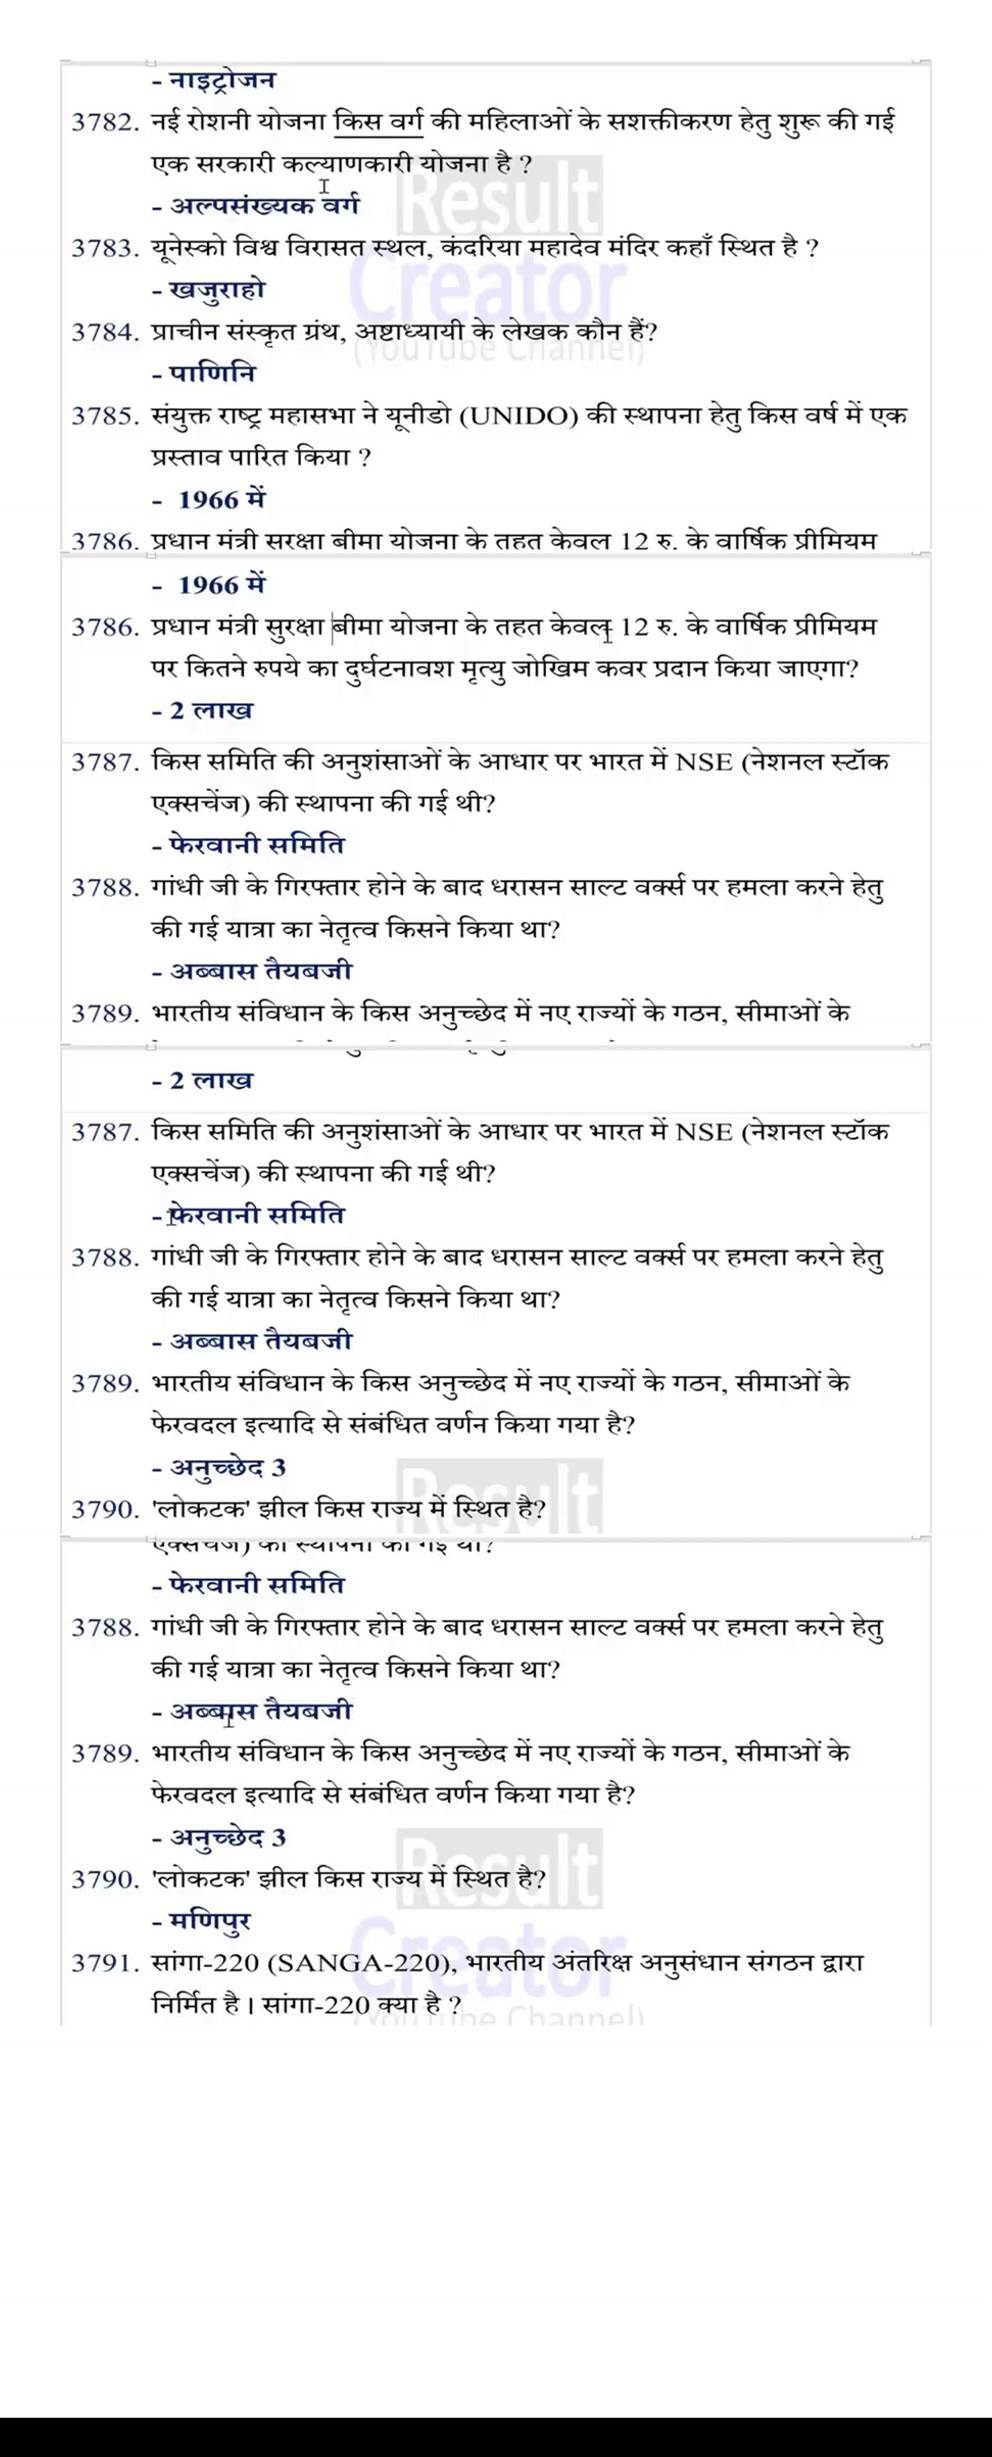 - नाइट्रोजन
3782. नई रोशनी योजना किस वर्ग की महिलाओं के सशक्तीकरण हेतु शुरू की गई
एक सरकारी कल्याणकारी योजना है ?
- अल्पसंख्यक वर्ग
Result
3783. यूनेस्को विश्व विरासत स्थल, कंदरिया महादेव मंदिर कहाँ स्थित है ?
Creator
- खजुराहो
3784. प्राचीन संस्कृत ग्रंथ, अष्टाध्यायी के लेखक कौन हैं?
(YouTube Channel)
- पाणिनि
3785. संयुक्त राष्ट्र महासभा ने यूनीडो (UNIDO) की स्थापना हेतु किस वर्ष में एक
प्रस्ताव पारित किया ?
- 1966 में
3786. प्रधान मंत्री सरक्षा बीमा योजना के तहत केवल 12 रु. के वार्षिक प्रीमियम
- 1966 में
3786. प्रधान मंत्री सुरक्षा बीमा योजना के तहत केवल 12 रु. के वार्षिक प्रीमियम
पर कितने रुपये का दुर्घटनावश मृत्यु जोखिम कवर प्रदान किया जाएगा?
- 2 लाख
3787. किस समिति की अनुशंसाओं के आधार पर भारत में NSE (नेशनल स्टॉक
एक्सचेंज) की स्थापना की गई थी?
- फेरवानी समिति
3788. गांधी जी के गिरफ्तार होने के बाद धरासन साल्ट वर्क्स पर हमला करने हेतु
की गई यात्रा का नेतृत्व किसने किया था?
- अब्बास तैयबजी
3789. भारतीय संविधान के किस अनुच्छेद में नए राज्यों के गठन, सीमाओं के
- 2 लाख
3787. किस समिति की अनुशंसाओं के आधार पर भारत में NSE (नेशनल स्टॉक
एक्सचेंज) की स्थापना की गई थी?
- फेरवानी समिति
3788. गांधी जी के गिरफ्तार होने के बाद धरासन साल्ट वर्क्स पर हमला करने हेतु
की गई यात्रा का नेतृत्व किसने किया था?
- अब्बास तैयबजी
3789. भारतीय संविधान के किस अनुच्छेद में नए राज्यों के गठन, सीमाओं के
फेरवदल इत्यादि से संबंधित वर्णन किया गया है?
- अनुच्छेद 3
Result
3790. 'लोकटक' झील किस राज्य में स्थित है?
एक्सचेंज) की स्थापना की गई थी?
- फेरवानी समिति
3788. गांधी जी के गिरफ्तार होने के बाद धरासन साल्ट वर्क्स पर हमला करने हेतु
की गई यात्रा का नेतृत्व किसने किया था?
- अब्बास तैयबजी
3789. भारतीय संविधान के किस अनुच्छेद में नए राज्यों के गठन, सीमाओं के
फेरवदल इत्यादि से संबंधित वर्णन किया गया है?
- अनुच्छेद 3
Result
3790. 'लोकटक' झील किस राज्य में स्थित है?
- मणिपुर
Creator
3791. सांगा-220 (SANGA-220), भारतीय अंतरिक्ष अनुसंधान संगठन द्वारा
निर्मित है। सांगा-220 क्या है ?
(YouTube Channel)